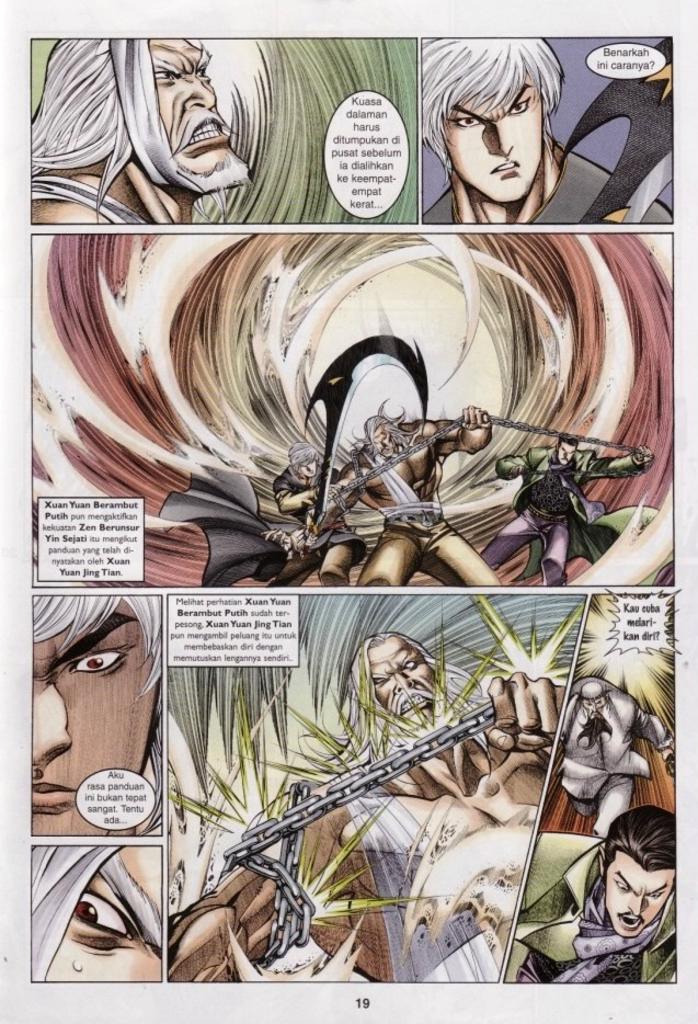 Kuasa
dalaman
harus
ditumpukan di
pusat sebelum
ia dialihkan
ke keempat-
empat
kerat...
Benarkah
ini caranya?
Xuan Yuan Berambut
Putih pun mengaktifkan
kekuatan Zen Berunsur
Yin Sejati itu mengikut
panduan yang telah di-
nyatakan oleh Xuan
Yuan Jing Tian.
Aku
rasa panduan
ini bukan tepat
sangat. Tentu
ada...
Melihat perhatian Xuan Yuan
Berambut Putih sudah ter-
pesong, Xuan Yuan Jing Tian
pun mengambil peluang itu untuk
membebaskan diri dengan
memutuskan lengannya sendiri..
Kau cuba
melari-
kan diri?
19